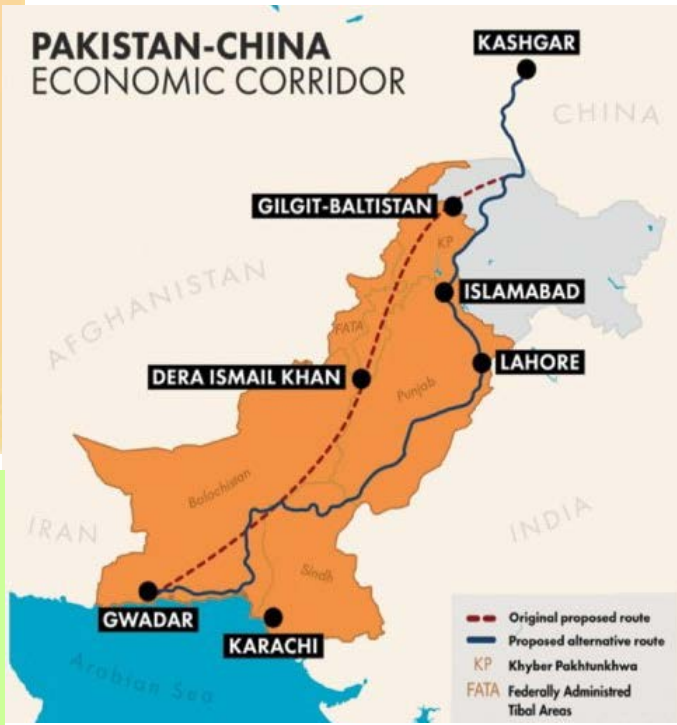 PAKISTAN-CHINA
ECONOMIC CORRIDOR
KASHGAR
CHINA
GILGIT-BALTISTAN
KP
ISLAMABAD
AFGHANISTAN
FATA
LAHORE
DERA ISMAIL KHAN
Punjab
Balochistan
IRAN
INDIA
Sindh
GWADAR
KARACHI
Arabian Sea
Original proposed route
Proposed alternative route
KP Khyber Pakhtunkhwa
FATA Federally Administred
Tibal Areas